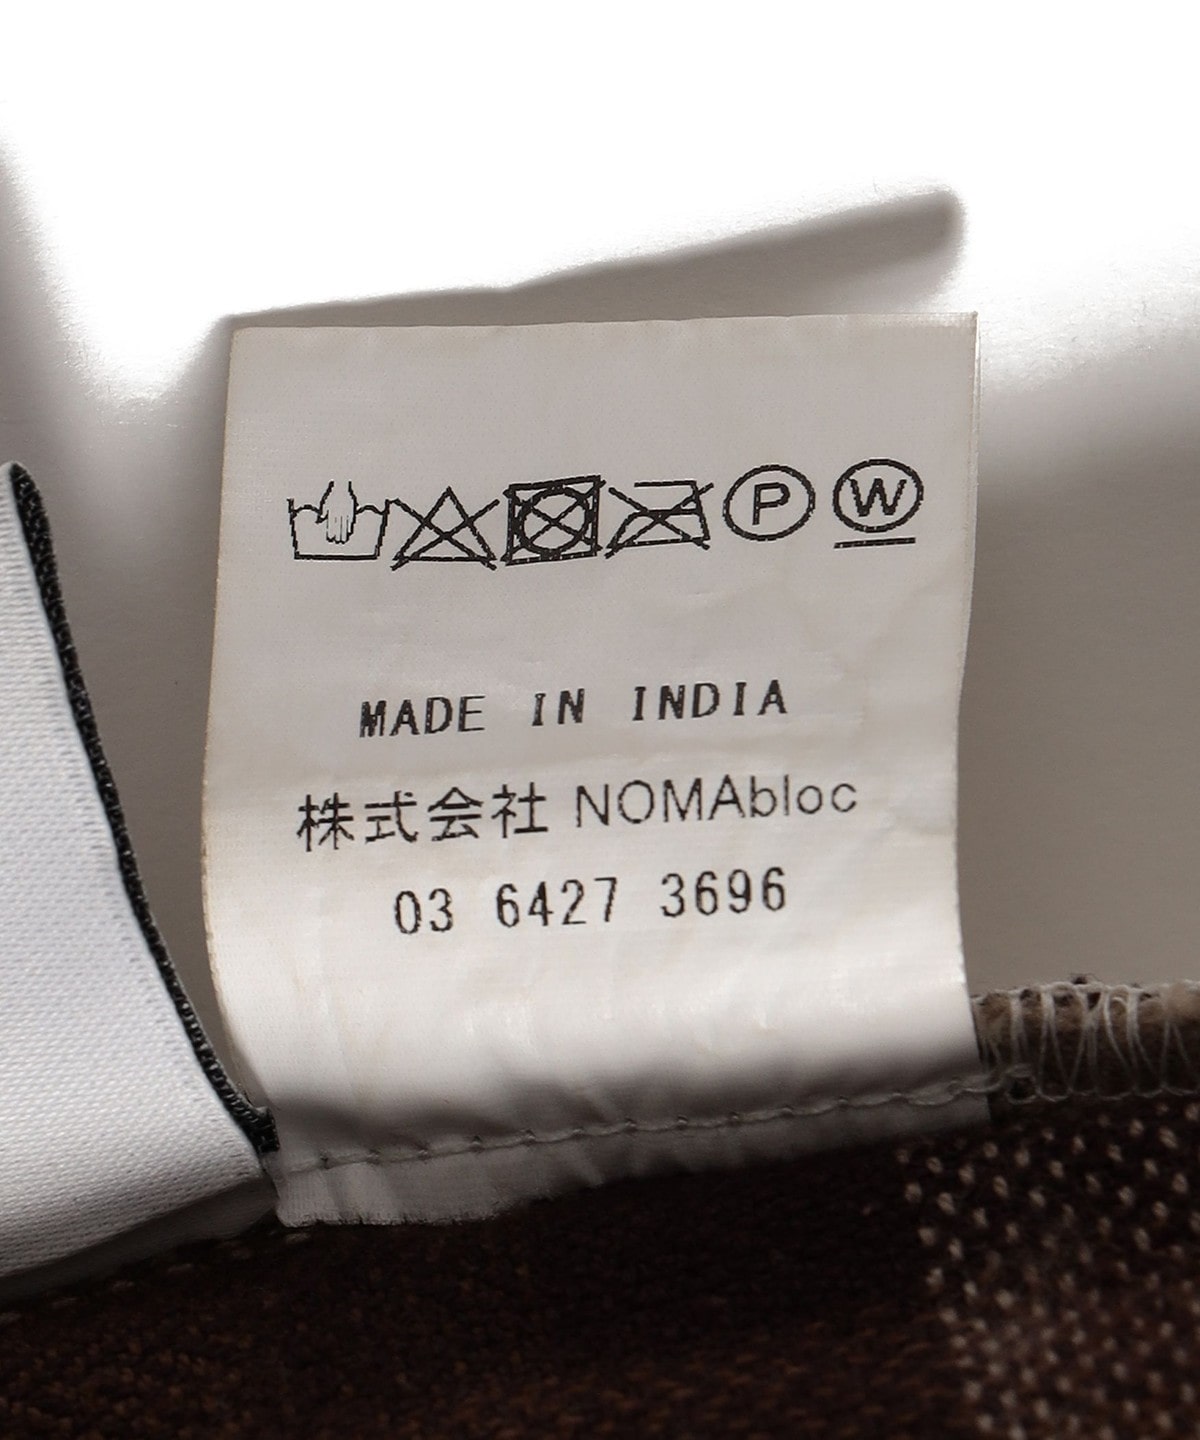 P W
MADE IN INDIA
株式会社 NOMAbloc
03 6427 3696